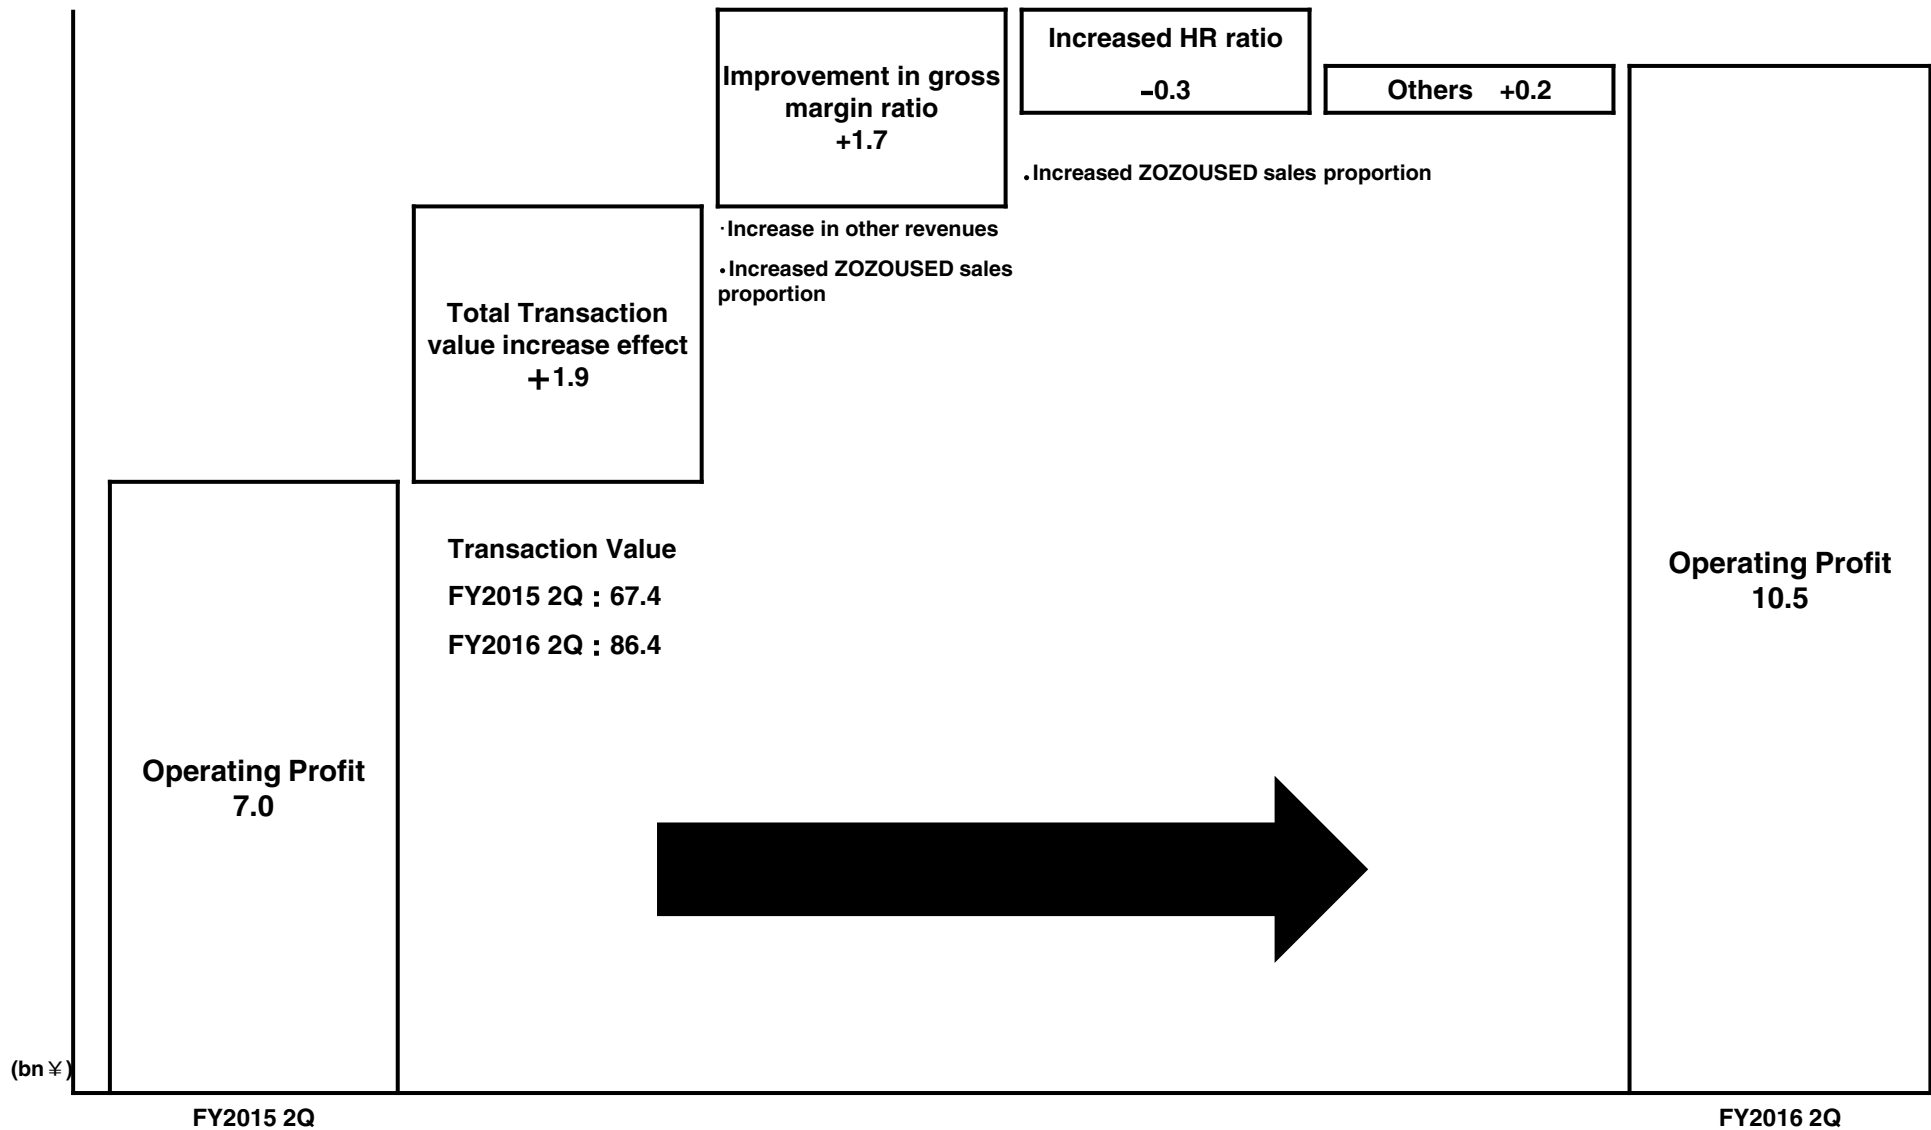 Increased HR ratio
−0.3
Improvement in gross
margin ratio
+1.7
Others +0.2
.Increased ZOZOUSED sales proportion
·Increase in other revenues
・Increased ZOZOUSED sales
proportion
Total Transaction
value increase effect
＋1.9
Transaction Value
FY2015 2Q：67.4
FY2016 2Q：86.4
Operating Profit
10.5
Operating Profit
7.0
(bn￥)
FY2015 2Q
FY2016 2Q